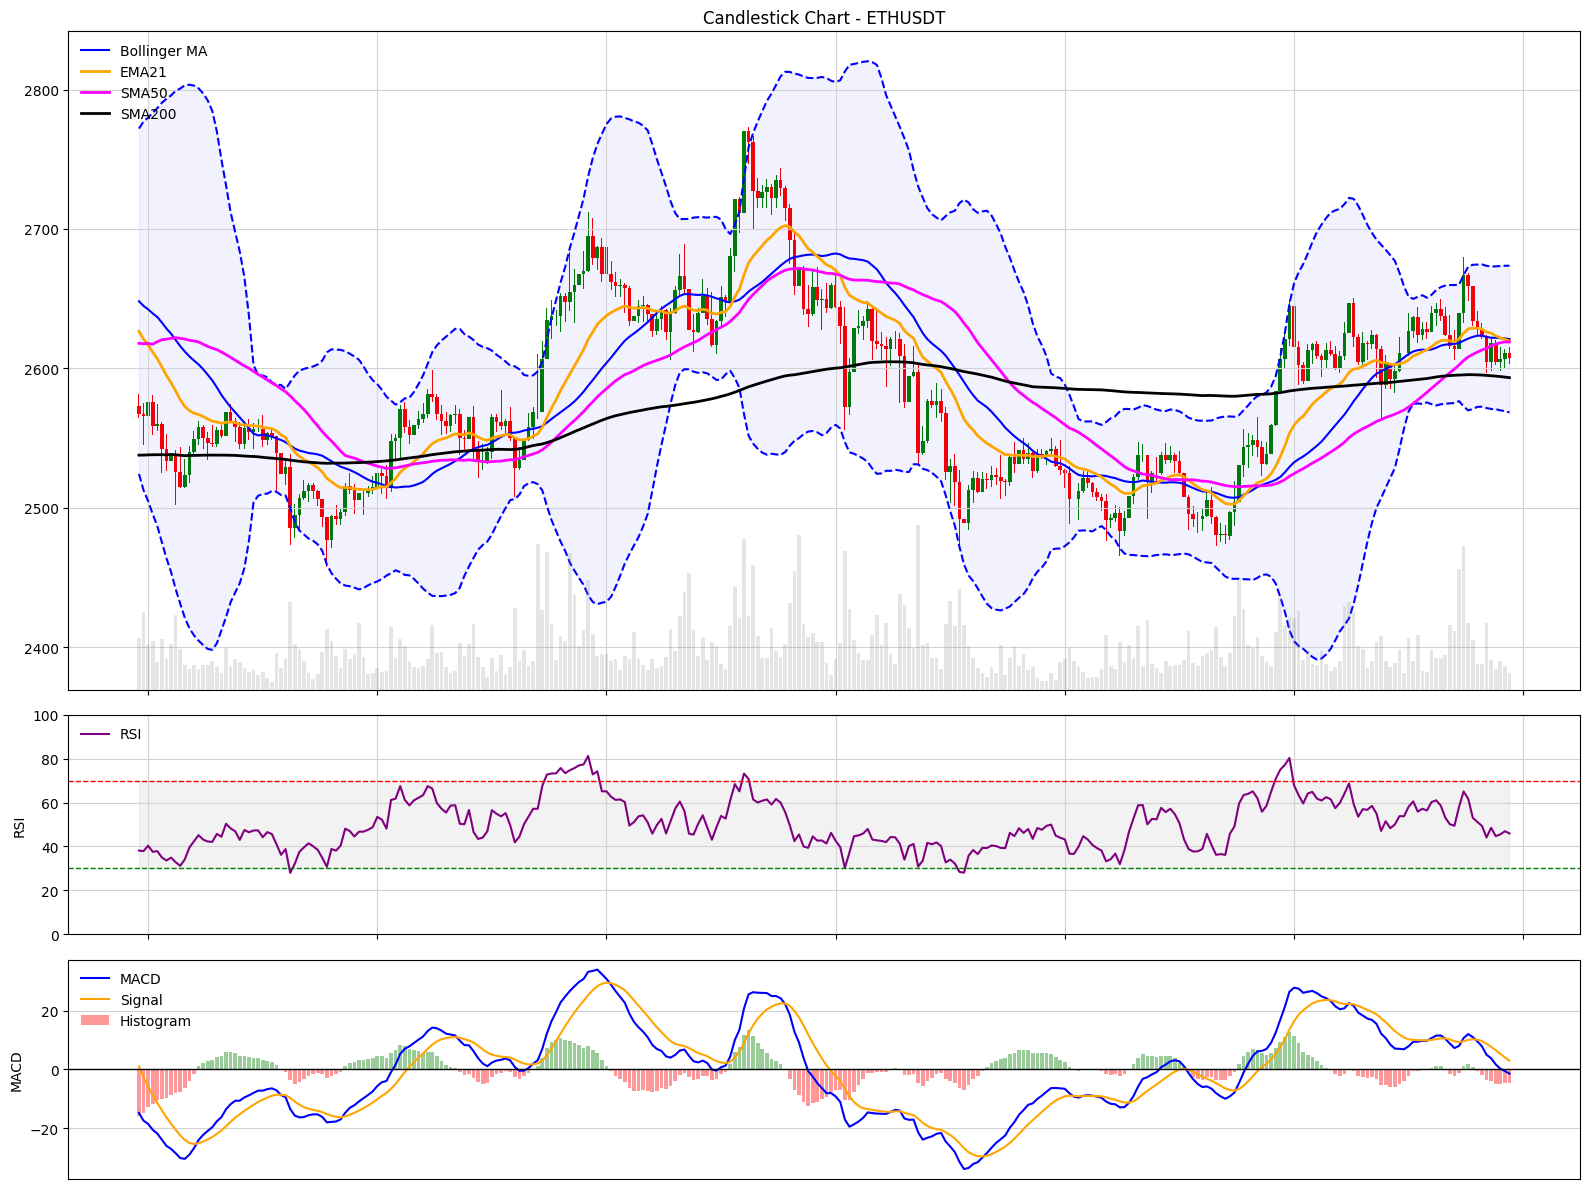 Candlestick Chart - ETHUSDT
Bollinger MA
EMA21
SMA50
SMA200
2800
2700
2600
2500
2400
RSI
100
80
60
40
20
0
RSI
MACD
Signal
Histogram
20
0
−20
MACD